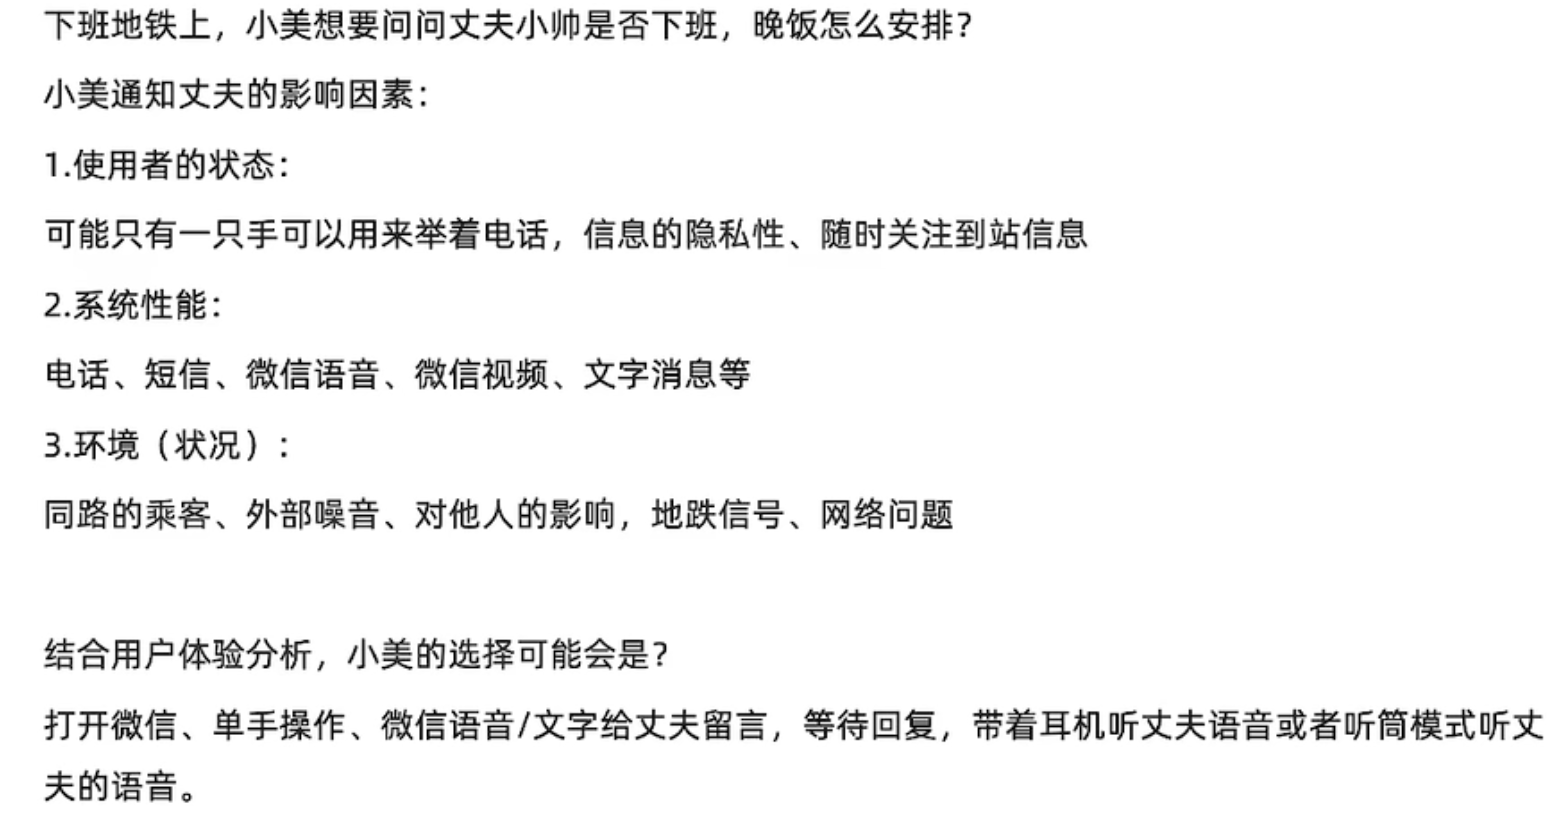 下班地铁上，小美想要问问丈夫小帅是否下班，晚饭怎么安排？
小美通知丈夫的影响因素：
1.使用者的状态：
可能只有一只手可以用来举着电话，信息的隐私性、随时关注到站信息
2.系统性能：
电话、短信、微信语音、微信视频、文字消息等
3.环境（状况）：
同路的乘客、外部噪音、对他人的影响，地跌信号、网络问题
结合用户体验分析，小美的选择可能会是？
打开微信、单手操作、微信语音/文字给丈夫留言，等待回复，带着耳机听丈夫语音或者听筒模式听丈
夫的语音。